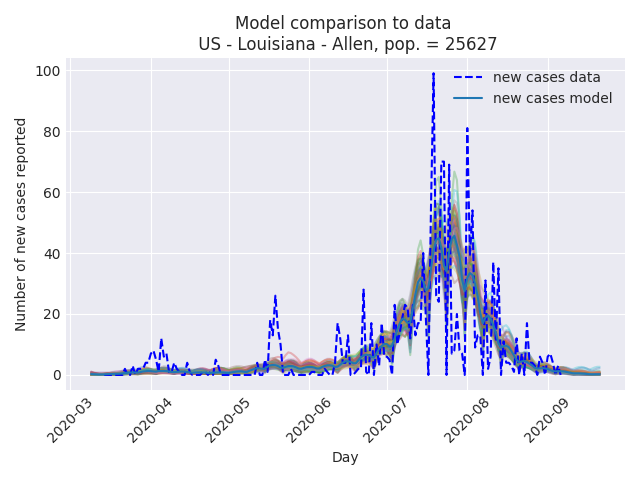 Model comparison to data
US - Louisiana - Allen, pop. = 25627
new cases data
new cases model
Number of new cases reported
100
80
60
40
20
0
2020-03
2020-04
2020-05
2020-06
2020-07
2020-08
2020-09
Day